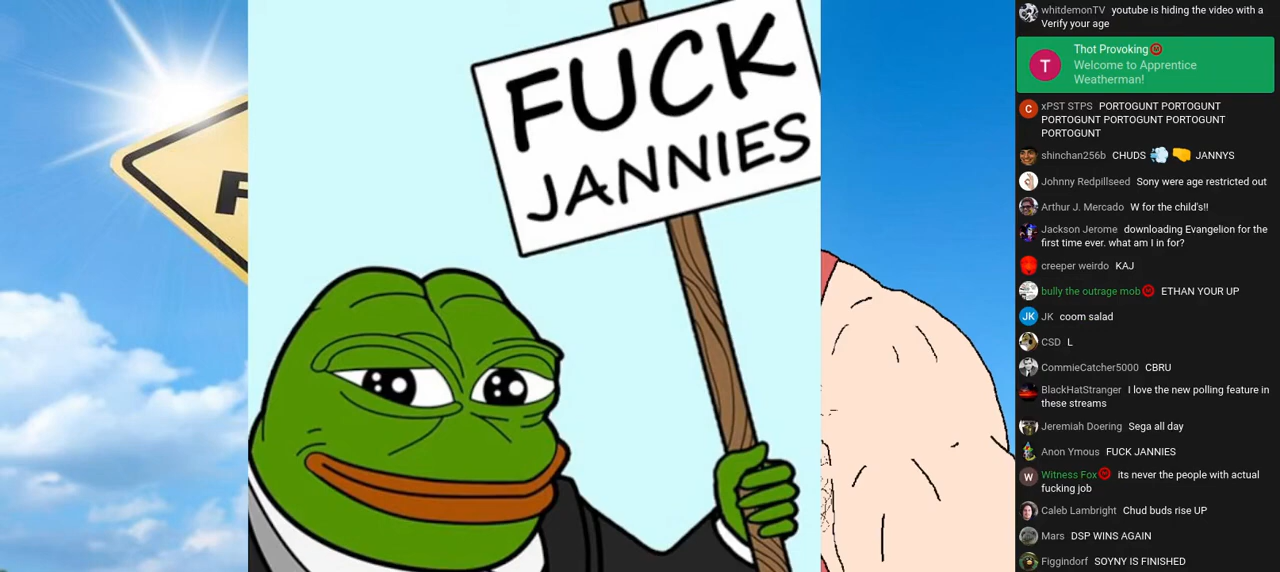 FUCK
JANNIES
F
whitdemonTV youtube is hiding the video with a
Verify your age
Thot Provoking
T
Welcome to Apprentice
Weatherman!
C
xPST STPS PORTOGUNT PORTOGUNT
PORTOGUNT PORTOGUNT PORTOGUNT
PORTOGUNT
shinchan256b CHUDS JANNYS
Johnny Redpillseed Sony were age restricted out
Arthur J. Mercado W for the child's!!
Jackson Jerome downloading Evangelion for the
first time ever. what am I in for?
creeper weirdo KAJ
bully the outrage mob ETHAN YOUR UP
JK JK coom salad
CSD L
CommieCatcher5000 CBRU
BlackHatStranger I love the new polling feature in
these streams
Jeremiah Doering Sega all day
Anon Ymous FUCK JANNIES
W Witness Fox its never the people with actual
fucking job
Caleb Lambright Chud buds rise UP
Mars DSP WINS AGAIN
Figgindorf SOYNY IS FINISHED